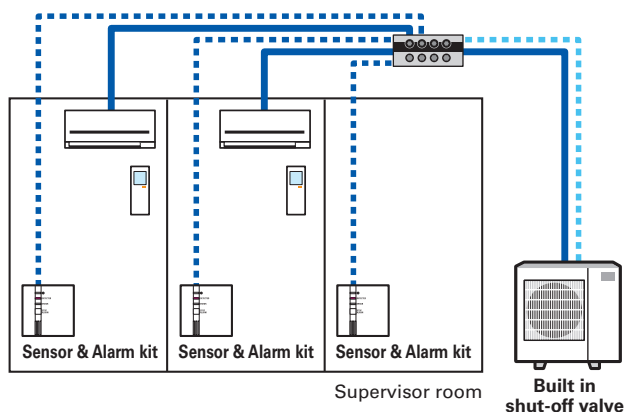 Sensor & Alarm kit
Sensor & Alarm kit
Sensor & Alarm kit
Supervisor room
Built in
shut-off valve